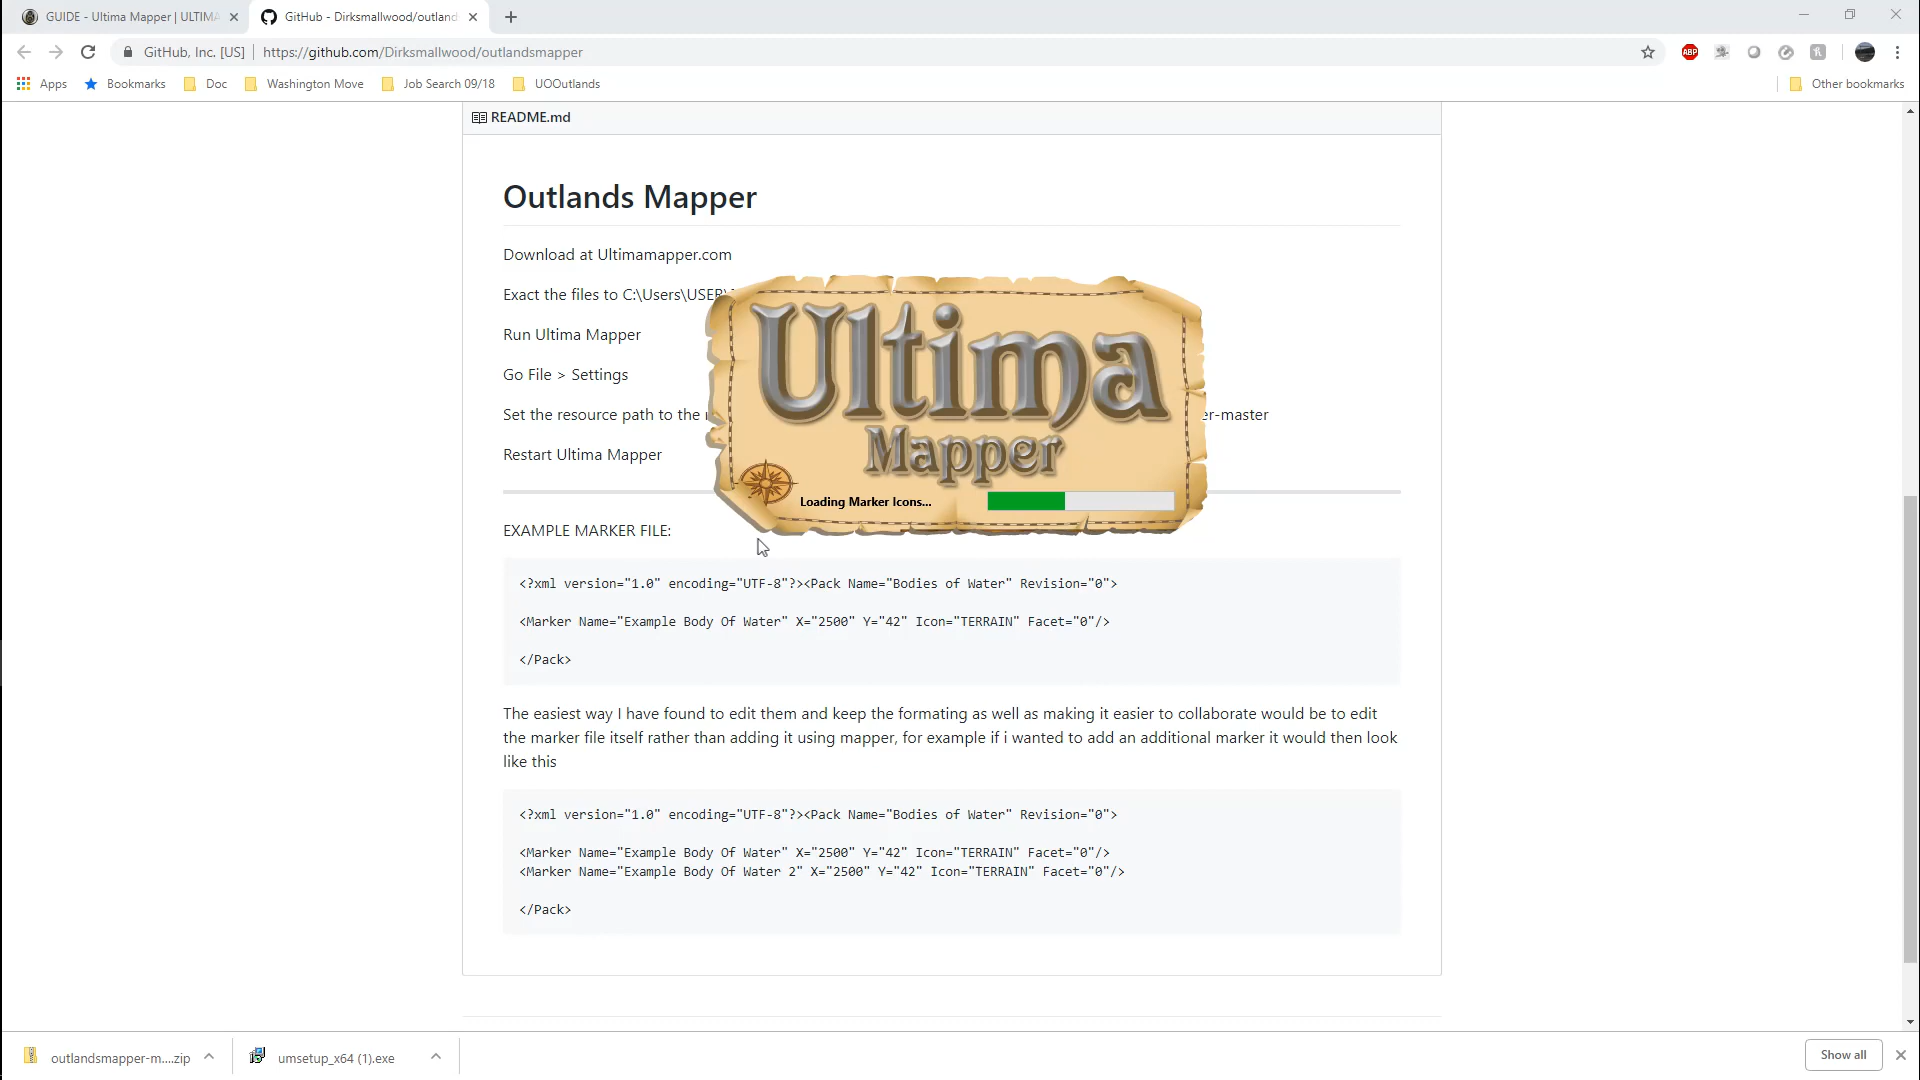 GUIDE - Ultima Mapper | ULTIMA
GitHub - Dirksmallwood/outland
GitHub, Inc. [US]
https://github.com/Dirksmallwood/outlandsmapper
ABP
Apps
Bookmarks
Doc
Washington Move
Job Search 09/18
UOOutlands
Other bookmarks
README.md
Outlands Mapper
Download at Ultimamapper.com
Exact the files to C:\Users\USER\
Run Ultima Mapper
Go File > Settings
Set the resource path to the
er-master
Restart Ultima Mapper
Ultima
Mapper
Loading Marker Icons...
EXAMPLE MARKER FILE:
<?xml version="1.0" encoding="UTF-8"?><Pack Name="Bodies of Water" Revision="0">
<Marker Name="Example Body Of Water" X="2500" Y="42" Icon="TERRAIN" Facet="0"/>
</Pack>
The easiest way I have found to edit them and keep the formating as well as making it easier to collaborate would be to edit
the marker file itself rather than adding it using mapper, for example if i wanted to add an additional marker it would then look
like this
<?xml version="1.0" encoding="UTF-8"?><Pack Name="Bodies of Water" Revision="0">
<Marker Name="Example Body Of Water" X="2500" Y="42" Icon="TERRAIN" Facet="0"/>
<Marker Name="Example Body Of Water 2" X="2500" Y="42" Icon="TERRAIN" Facet="0"/>
</Pack>
outlandsmapper-m....zip
umsetup_x64 (1).exe
Show all